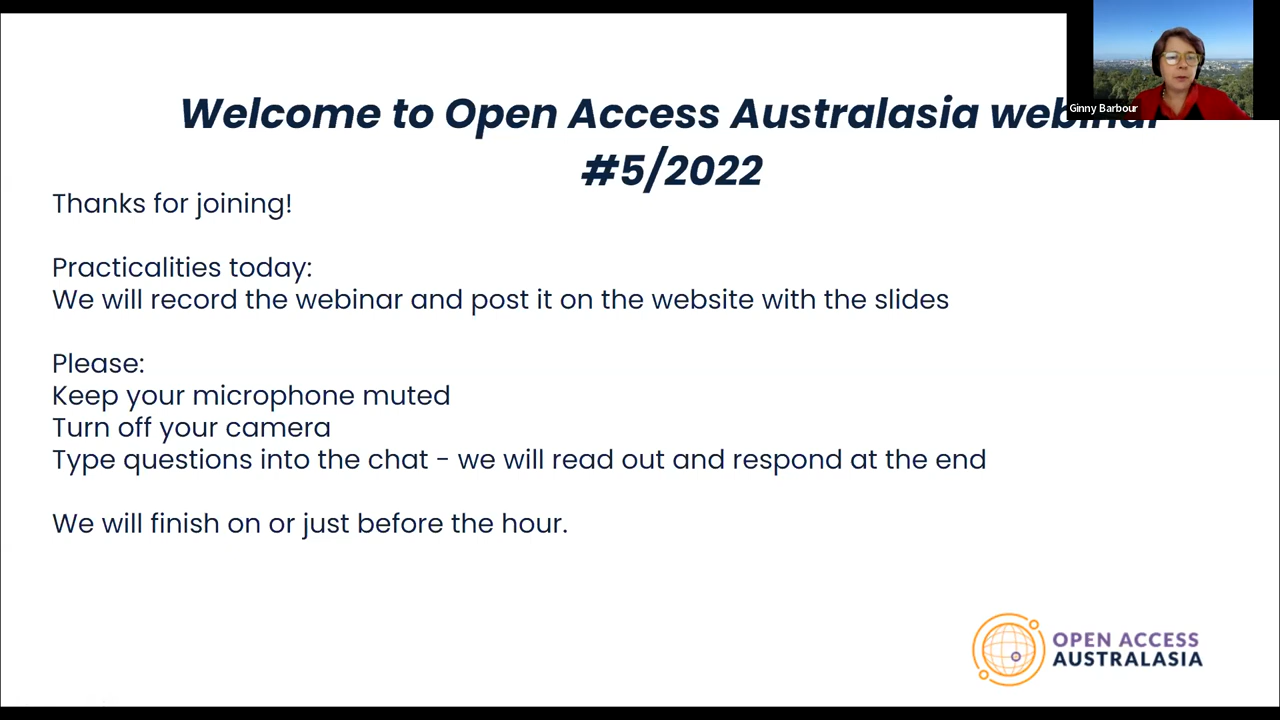 Welcome to Open Access Australasia webinar
#5/2022
Ginny Barbour
Thanks for joining!
Practicalities today:
We will record the webinar and post it on the website with the slides
Please:
Keep your microphone muted
Turn off your camera
Type questions into the chat - we will read out and respond at the end
We will finish on or just before the hour.
OPEN ACCESS
AUSTRALASIA